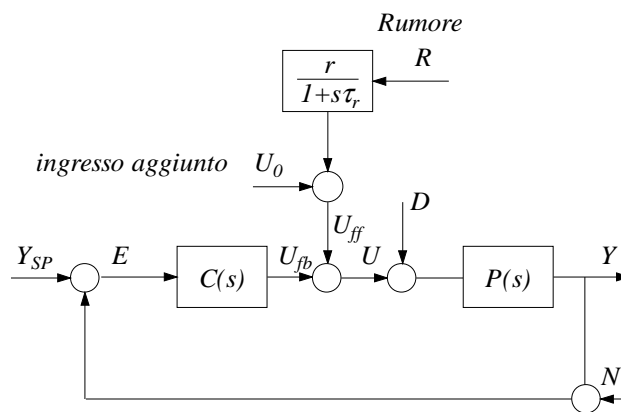 Rumore
R
r
1+sτr
ingresso aggiunto
U0
D
Uff
YSP
E
C(s)
Ufb
U
P(s)
Y
N